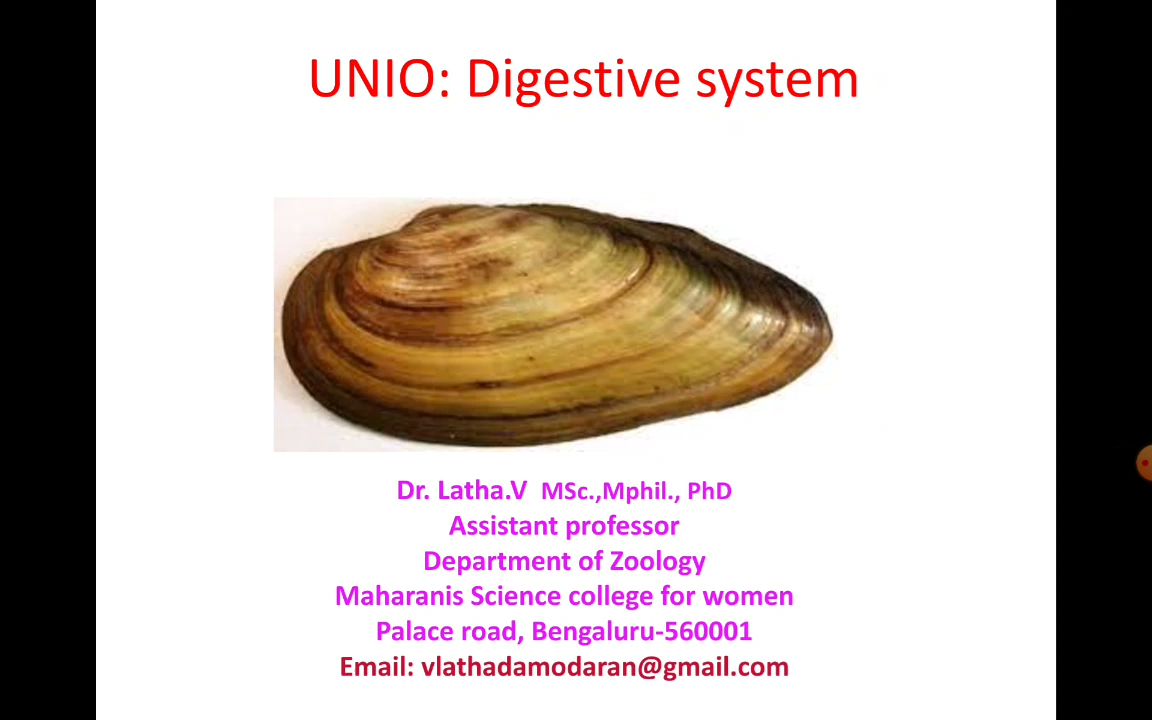 UNIO: Digestive system
Dr. Latha.V MSc.,Mphil., PhD
Assistant professor
Department of Zoology
Maharanis Science college for women
Palace road, Bengaluru-560001
Email: vlathadamodaran@gmail.com